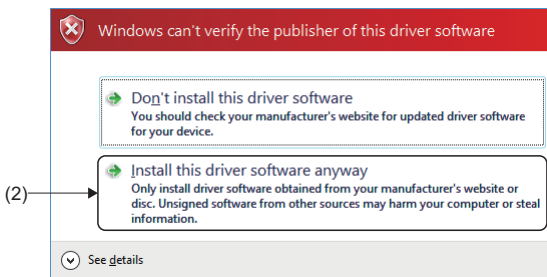 Windows can't verify the publisher of this driver software
Don't install this driver software
You should check your manufacturer's website for updated driver software
for your device.
(2)
Install this driver software anyway
Only install driver software obtained from your manufacturer's website or
disc. Unsigned software from other sources may harm your computer or steal
information.
See details